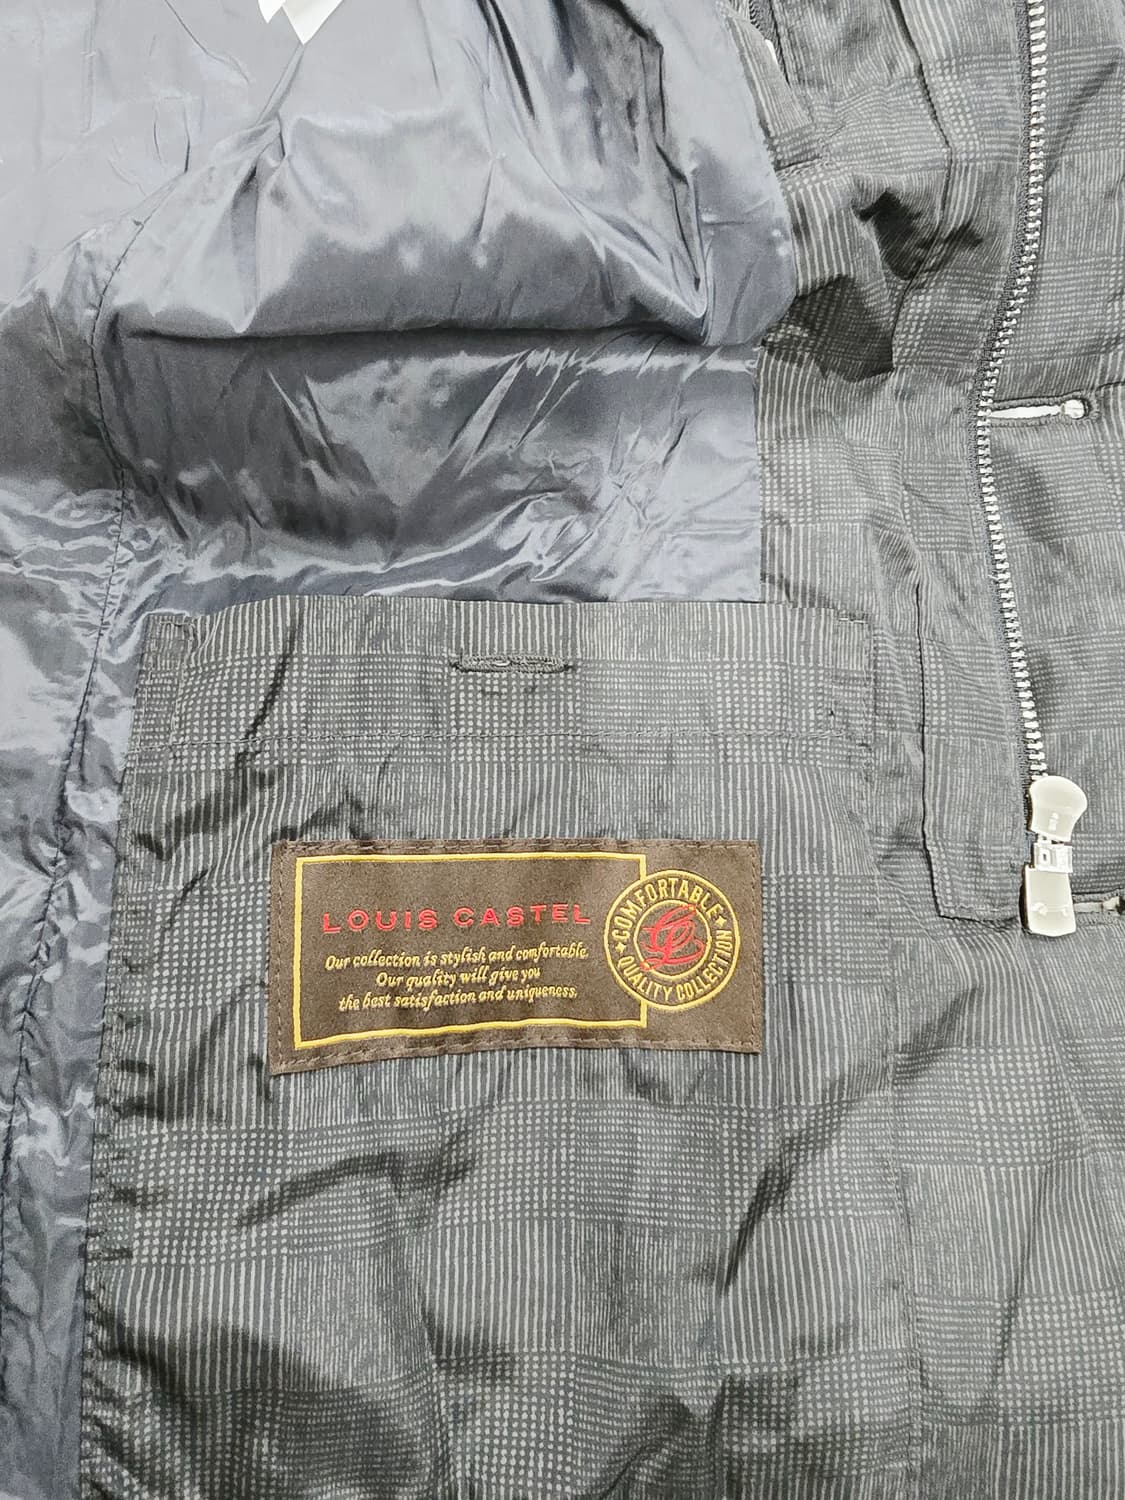 LOUIS CASTEL
Our collection is stylish and comfortable.
Our quality will give you
the best satisfaction and uniqueness.
★COMFORTABLE★
QUALITY COLLECTION